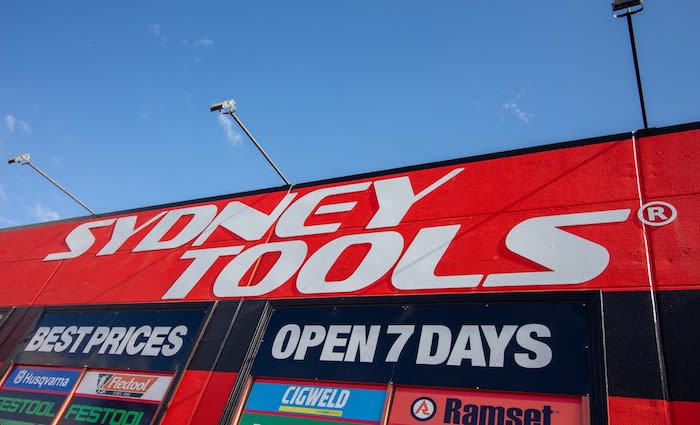 SYDNEY
TOOLS®
BEST PRICES
OPEN 7 DAYS
Husqvarna
Flextool
CIGWELD
Ramset
FESTOOL
FESTOOL